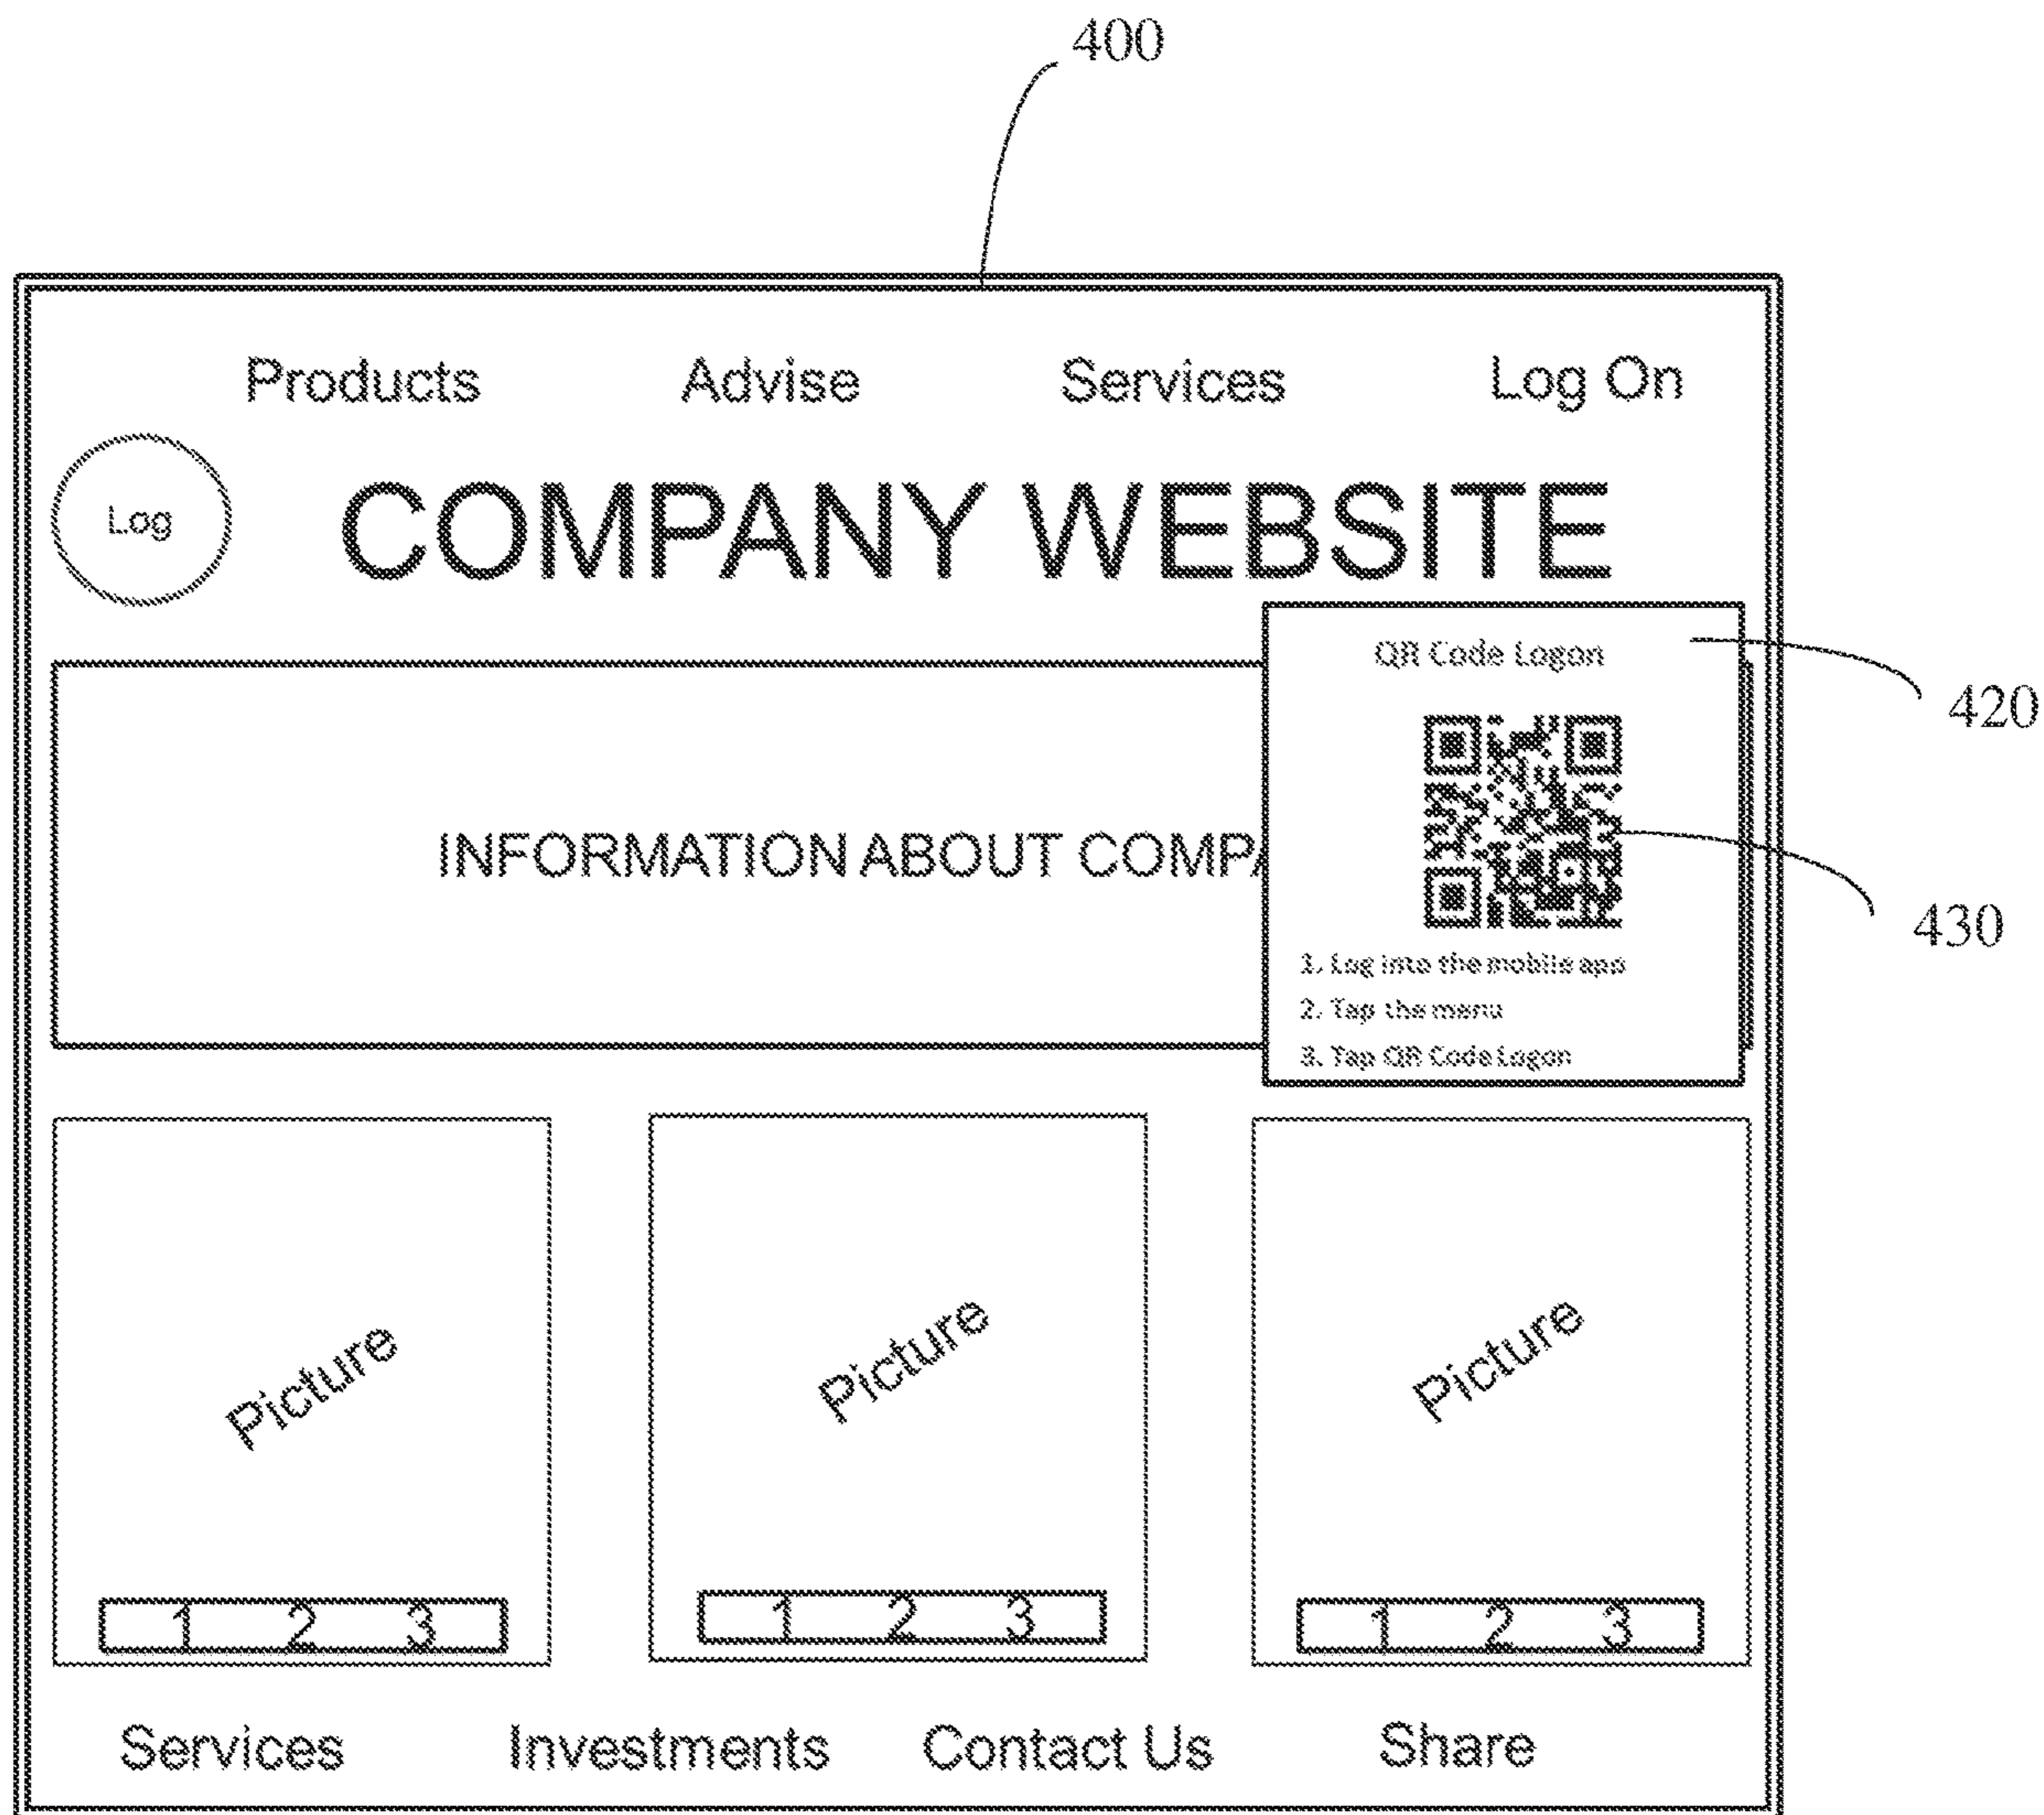 400
Products Advise Services Log On
Log
COMPANY WEBSITE
QR Code Logon
420
INFORMATION ABOUT COMPA
430
1. Log into the mobile app
2. Tap the menu
3. Tap QR Code Logon
Picture
Picture
Picture
1 2 3
1 2 3
1 2 3
Services Investments Contact Us Share